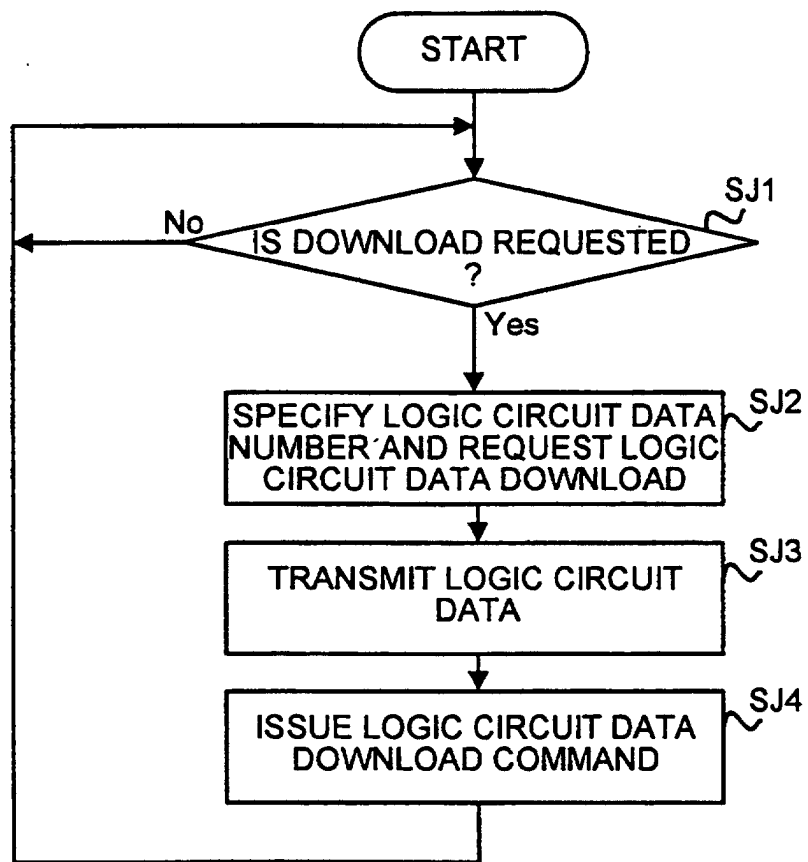 START
SJ1
No
IS DOWNLOAD REQUESTED
?
Yes
SJ2
SPECIFY LOGIC CIRCUIT DATA
NUMBER AND REQUEST LOGIC
CIRCUIT DATA DOWNLOAD
SJ3
TRANSMIT LOGIC CIRCUIT
DATA
SJ4
ISSUE LOGIC CIRCUIT DATA
DOWNLOAD COMMAND